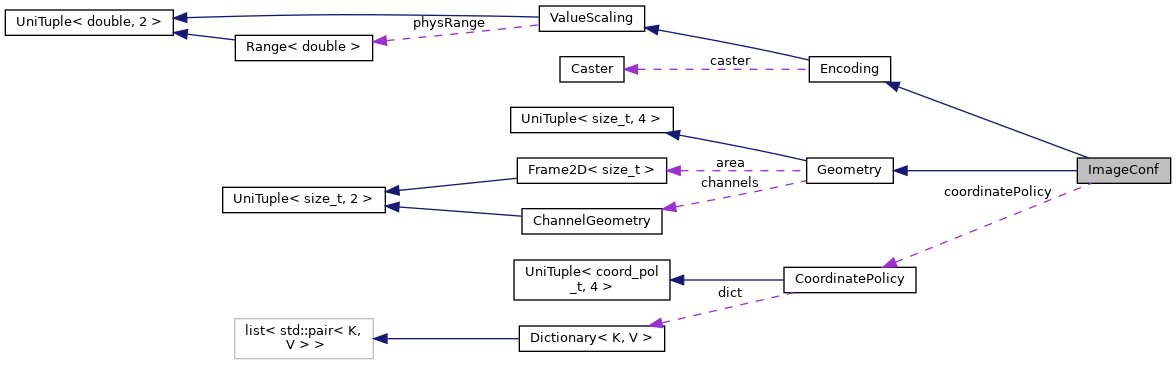 UniTuple< double, 2 >
physRange
ValueScaling
Range< double >
Caster
caster
Encoding
UniTuple< size_t, 4 >
Frame2D< size_t >
area
Geometry
ImageConf
channels
UniTuple< size_t, 2 >
ChannelGeometry
coordinatePolicy
UniTuple< coord_pol
_t, 4 >
CoordinatePolicy
dict
list< std::pair< K,
V > >
Dictionary< K, V >